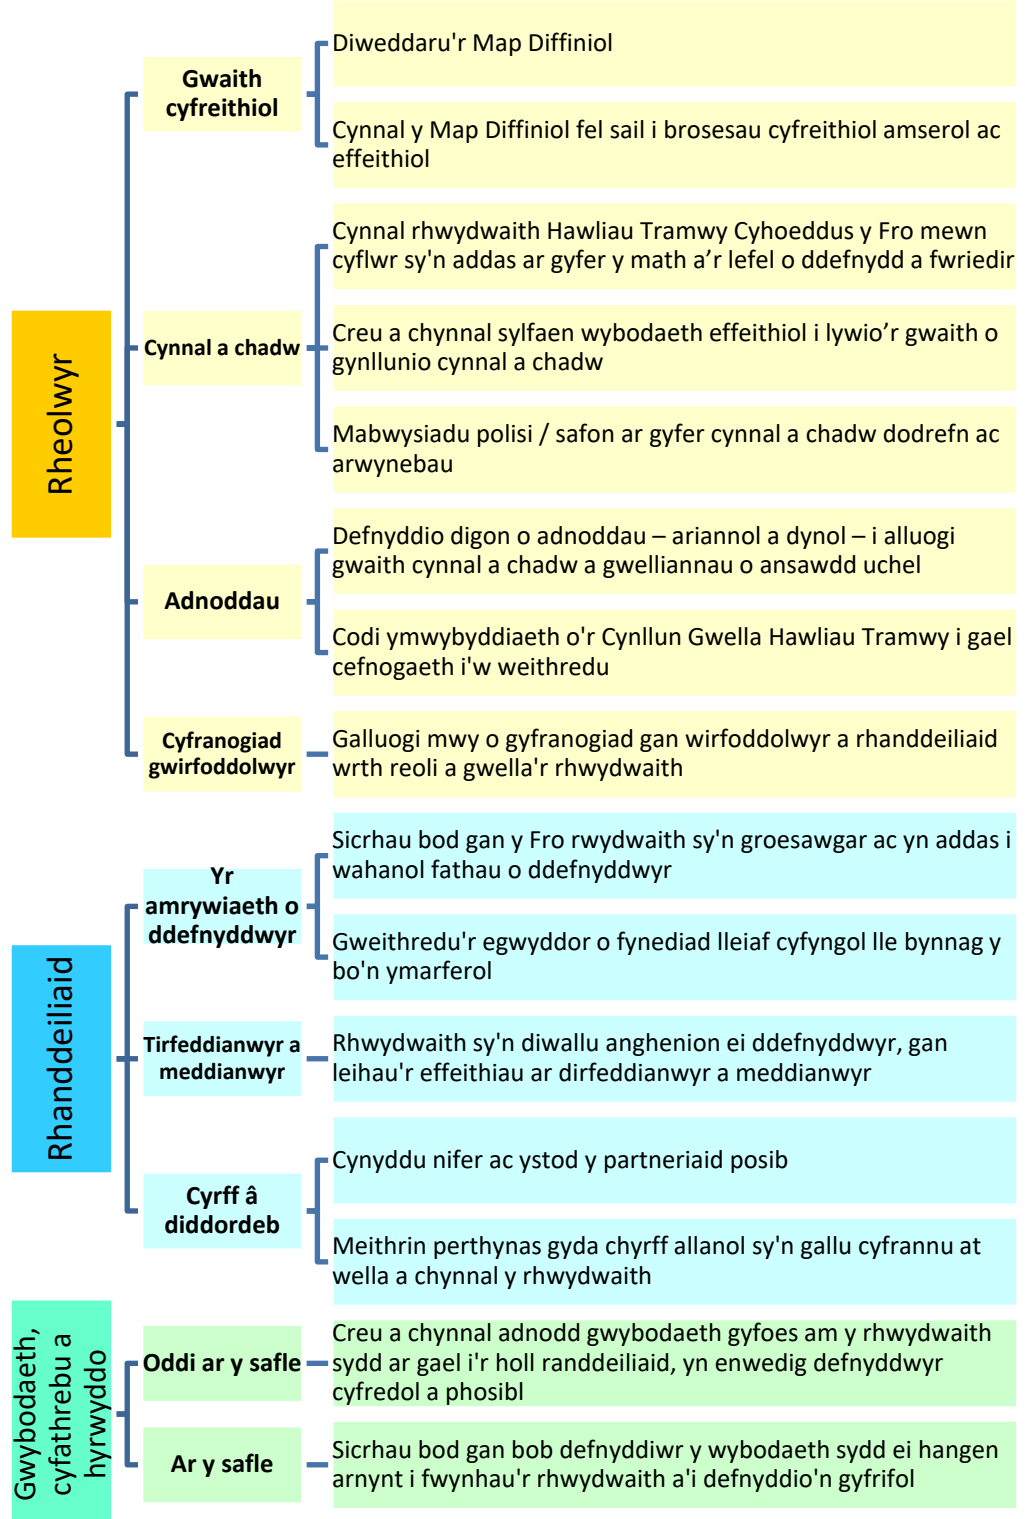 Rheolwyr
Gwaith
cyfreithiol
Diweddaru'r Map Diffiniol
Cynnal y Map Diffiniol fel sail i brosesau cyfreithiol amserol ac
effeithiol
Cynnal a chadw
Cynnal rhwydwaith Hawliau Tramwy Cyhoeddus y Fro mewn
cyflwr sy'n addas ar gyfer y math a’r lefel o ddefnydd a fwriedir
Creu a chynnal sylfaen wybodaeth effeithiol i lywio’r gwaith o
gynllunio cynnal a chadw
Mabwysiadu polisi / safon ar gyfer cynnal a chadw dodrefn ac
arwynebau
Adnoddau
Defnyddio digon o adnoddau – ariannol a dynol – i alluogi
gwaith cynnal a chadw a gwelliannau o ansawdd uchel
Codi ymwybyddiaeth o'r Cynllun Gwella Hawliau Tramwy i gael
cefnogaeth i'w weithredu
Cyfranogiad
gwirfoddolwyr
Galluogi mwy o gyfranogiad gan wirfoddolwyr a rhanddeiliaid
wrth reoli a gwella'r rhwydwaith
Rhanddeiliaid
Yr
amrywiaeth o
ddefnyddwyr
Sicrhau bod gan y Fro rwydwaith sy'n groesawgar ac yn addas i
wahanol fathau o ddefnyddwyr
Gweithredu'r egwyddor o fynediad lleiaf cyfyngol lle bynnag y
bo'n ymarferol
Tirfeddianwyr a
meddianwyr
Rhwydwaith sy'n diwallu anghenion ei ddefnyddwyr, gan
leihau'r effeithiau ar dirfeddianwyr a meddianwyr
Cyrff â
diddordeb
Cynyddu nifer ac ystod y partneriaid posib
Meithrin perthynas gyda chyrff allanol sy'n gallu cyfrannu at
wella a chynnal y rhwydwaith
Gwybodaeth,
cyfathrebu a
hyrwyddo
Oddi ar y safle
Creu a chynnal adnodd gwybodaeth gyfoes am y rhwydwaith
sydd ar gael i'r holl randdeiliaid, yn enwedig defnyddwyr
cyfredol a phosibl
Ar y safle
Sicrhau bod gan bob defnyddiwr y wybodaeth sydd ei hangen
arnynt i fwynhau'r rhwydwaith a'i defnyddio'n gyfrifol